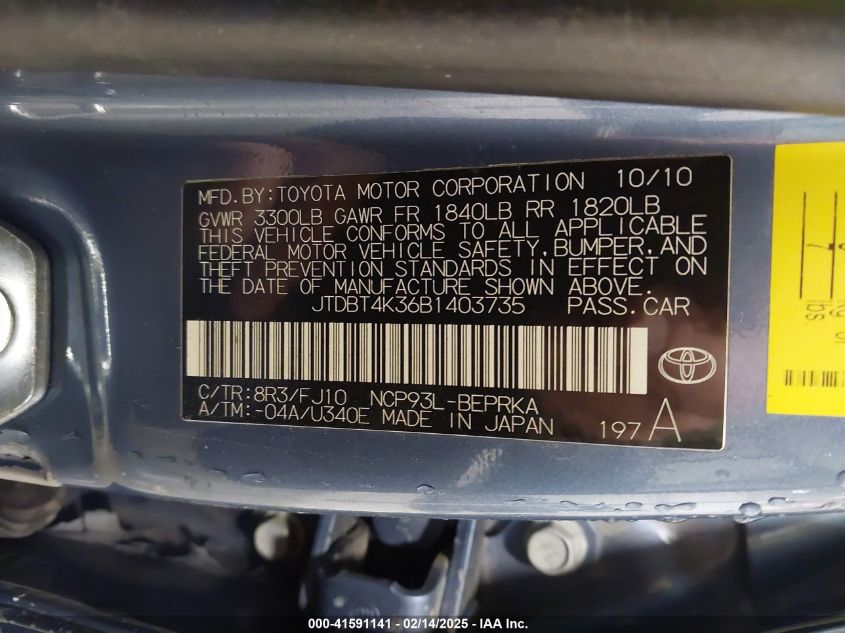 MFD.BY:TOYOTA MOTOR CORPORATION 10/10
GVWR 3300LB GAWR FR 1840LB RR 1820LB
THIS VEHICLE CONFORMS TO ALL APPLICABLE
FEDERAL MOTOR VEHICLE SAFETY, BUMPER, AND
THEFT PREVENTION STANDARDS IN EFFECT ON
THE DATE OF MANUFACTURE SHOWN ABOVE.
JTDBT4K36B1403735 PASS.CAR
C/TR:8R3/FJ10 NCP93L-BEPRKA
A/TM:-04A/U340E MADE IN JAPAN 197 A
000-41591141 - 02/14/2025 - IAA Inc.